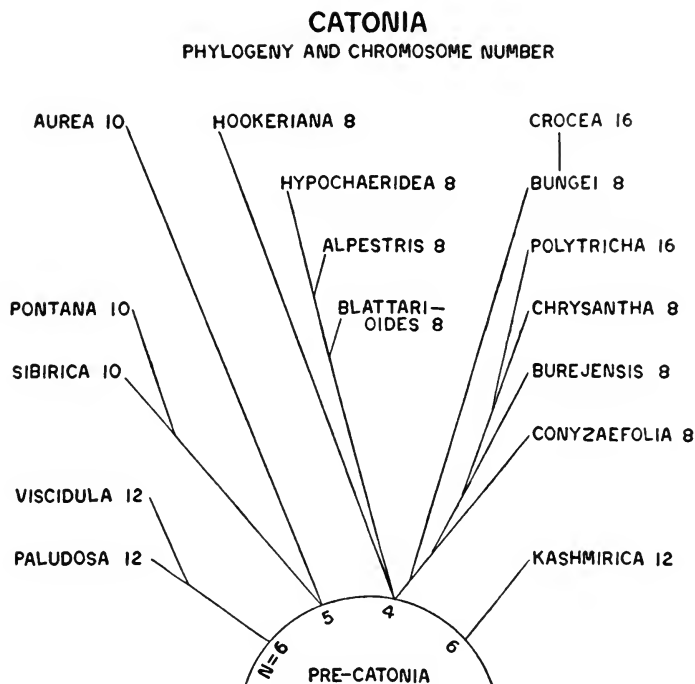 CATONIA
PHYLOGENY AND CHROMOSOME NUMBER
AUREA 10
HOOKERIANA 8
CROCEA 16
HYPOCHAERIDEA 8
BUNGEI 8
ALPESTRIS 8
POLYTRICHA 16
PONTANA 10
BLATTARI—
OIDES 8
CHRYSANTHA 8
SIBIRICA 10
BUREJENSIS 8
CONYZAEFOLIA 8
VISCIDULA 12
PALUDOSA 12
KASHMIRICA 12
N=6
5
4
6
PRE-CATONIA